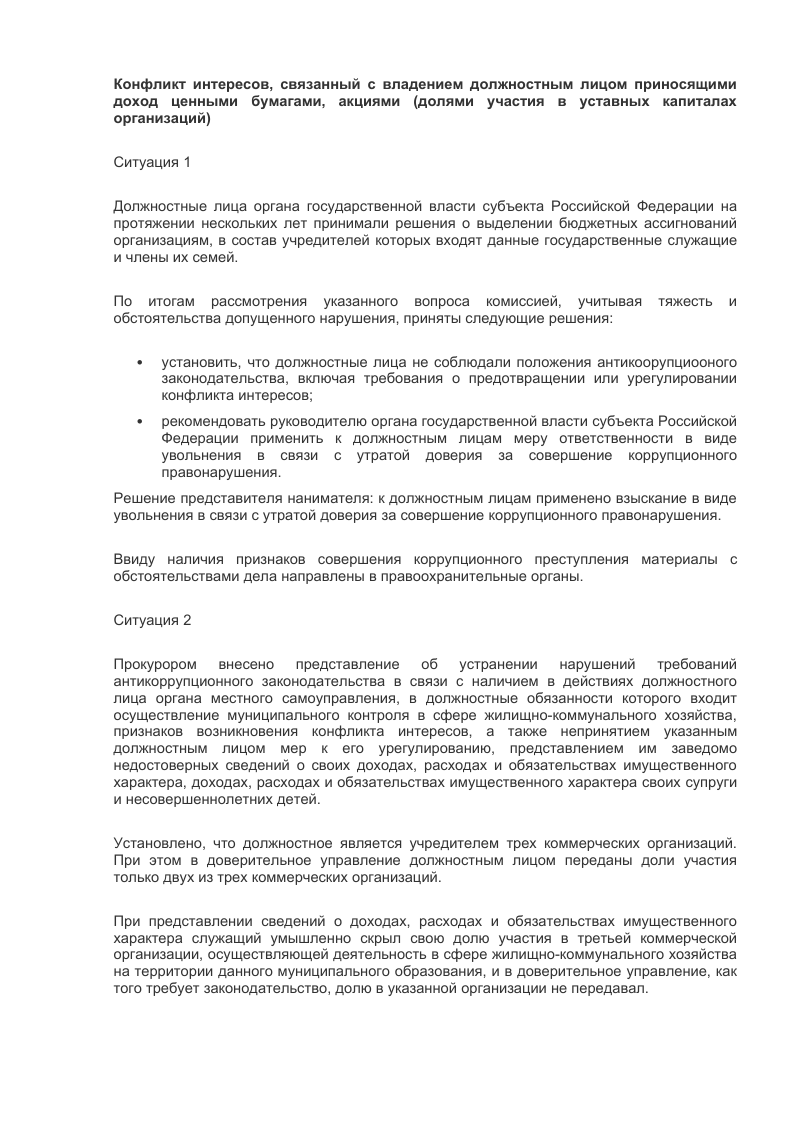 Конфликт интересов, связанный с владением должностным лицом приносящими
доход ценными бумагами, акциями (долями участия в уставных капиталах
организаций)
Ситуация 1
Должностные лица органа государственной власти субъекта Российской Федерации на
протяжении нескольких лет принимали решения о выделении бюджетных ассигнований
организациям, в состав учредителей которых входят данные государственные служащие
и члены их семей.
По итогам рассмотрения указанного вопроса комиссией, учитывая тяжесть и
обстоятельства допущенного нарушения, приняты следующие решения:
• установить, что должностные лица не соблюдали положения антикоорупциооного
законодательства, включая требования о предотвращении или урегулировании
конфликта интересов;
• рекомендовать руководителю органа государственной власти субъекта Российской
Федерации применить к должностным лицам меру ответственности в виде
увольнения в связи с утратой доверия за совершение коррупционного
правонарушения.
Решение представителя нанимателя: к должностным лицам применено взыскание в виде
увольнения в связи с утратой доверия за совершение коррупционного правонарушения.
Ввиду наличия признаков совершения коррупционного преступления материалы с
обстоятельствами дела направлены в правоохранительные органы.
Ситуация 2
Прокурором внесено представление об устранении нарушений требований
антикоррупционного законодательства в связи с наличием в действиях должностного
лица органа местного самоуправления, в должностные обязанности которого входит
осуществление муниципального контроля в сфере жилищно-коммунального хозяйства,
признаков возникновения конфликта интересов, а также непринятием указанным
должностным лицом мер к его урегулированию, представлением им заведомо
недостоверных сведений о своих доходах, расходах и обязательствах имущественного
характера, доходах, расходах и обязательствах имущественного характера своих супруги
и несовершеннолетних детей.
Установлено, что должностное является учредителем трех коммерческих организаций.
При этом в доверительное управление должностным лицом переданы доли участия
только двух из трех коммерческих организаций.
При представлении сведений о доходах, расходах и обязательствах имущественного
характера служащий умышленно скрыл свою долю участия в третьей коммерческой
организации, осуществляющей деятельность в сфере жилищно-коммунального хозяйства
на территории данного муниципального образования, и в доверительное управление, как
того требует законодательство, долю в указанной организации не передавал.